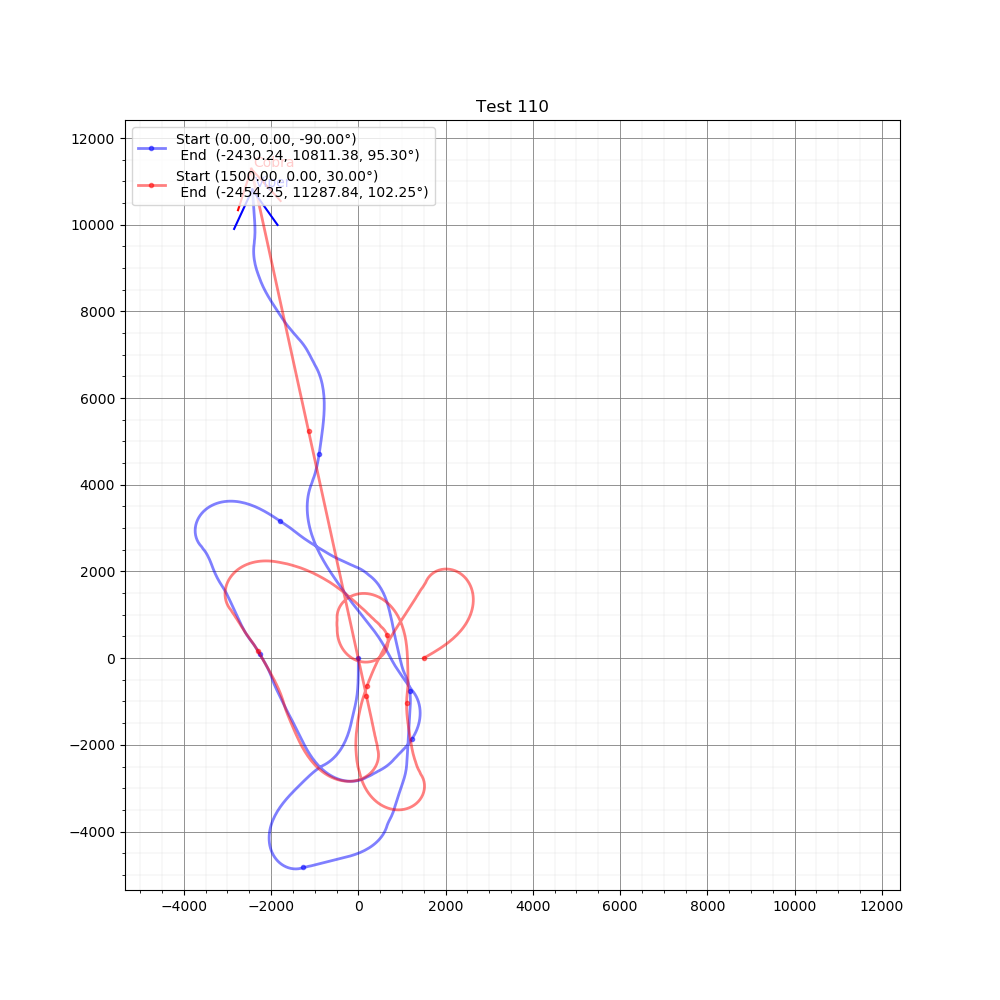 Test 110
Start (0.00, 0.00, -90.00°)
End  (-2430.24, 10811.38, 95.30°)
Start (1500.00, 0.00, 30.00°)
End  (-2454.25, 11287.84, 102.25°)
Cobra
12000
10000
8000
6000
4000
2000
0
−2000
−4000
−4000 −2000 0 2000 4000 6000 8000 10000 12000